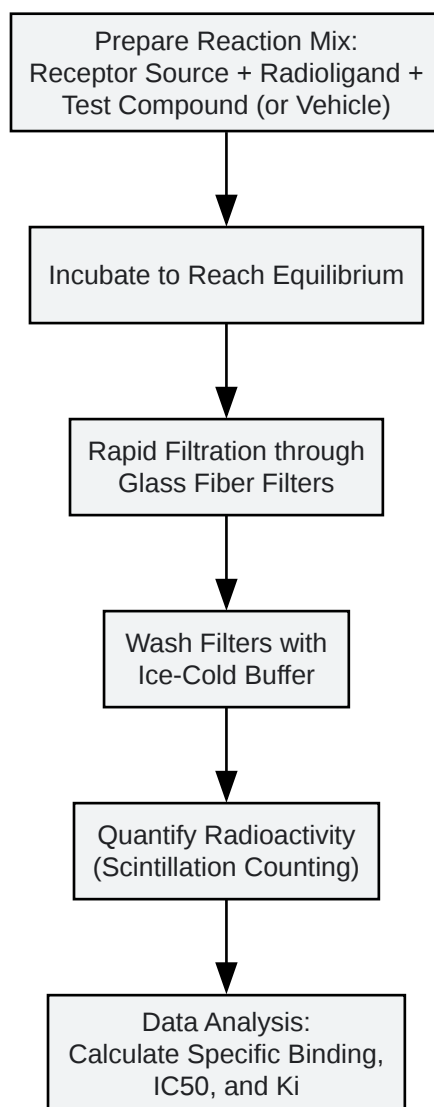 Prepare Reaction Mix:
Receptor Source + Radioligand +
Test Compound (or Vehicle)
Incubate to Reach Equilibrium
Rapid Filtration through
Glass Fiber Filters
Wash Filters with
Ice-Cold Buffer
Quantify Radioactivity
(Scintillation Counting)
Data Analysis:
Calculate Specific Binding,
IC50, and Ki